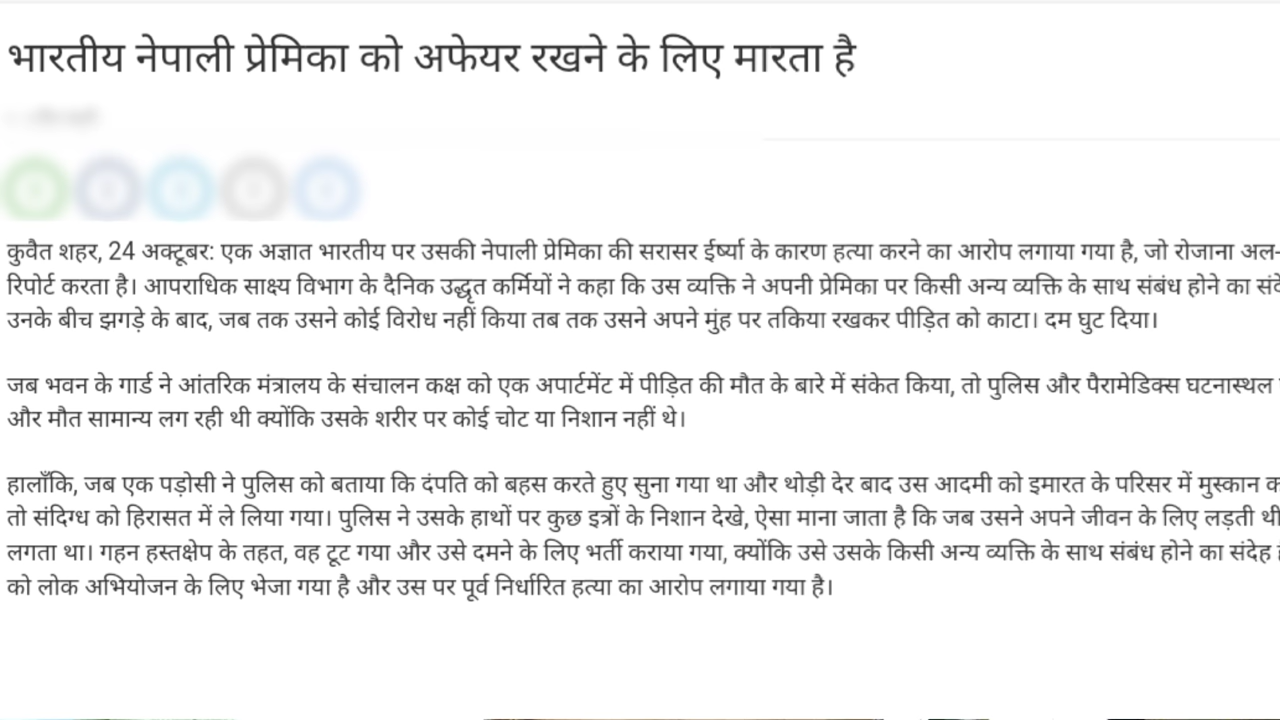 भारतीय नेपाली प्रेमिका को अफेयर रखने के लिए मारता है
कुवैत शहर, 24 अक्टूबर: एक अज्ञात भारतीय पर उसकी नेपाली प्रेमिका की सरासर ईर्ष्या के कारण हत्या करने का आरोप लगाया गया है, जो रोजाना अल-
रिपोर्ट करता है। आपराधिक साक्ष्य विभाग के दैनिक उद्धृत कर्मियों ने कहा कि उस व्यक्ति ने अपनी प्रेमिका पर किसी अन्य व्यक्ति के साथ संबंध होने का
उनके बीच झगड़े के बाद, जब तक उसने कोई विरोध नहीं किया तब तक उसने अपने मुंह पर तकिया रखकर पीड़ित को काटा। दम घुट दिया।
जब भवन के गार्ड ने आंतरिक मंत्रालय के संचालन कक्ष को एक अपार्टमेंट में पीड़ित की मौत के बारे में संकेत किया, तो पुलिस और पैरामेडिक्स घटनास्थल
और मौत सामान्य लग रही थी क्योंकि उसके शरीर पर कोई चोट या निशान नहीं थे।
हालाँकि, जब एक पड़ोसी ने पुलिस को बताया कि दंपति को बहस करते हुए सुना गया था और थोड़ी देर बाद उस आदमी को इमारत के परिसर में मुस्कान
तो संदिग्ध को हिरासत में ले लिया गया। पुलिस ने उसके हाथों पर कुछ इत्रों के निशान देखे, ऐसा माना जाता है कि जब उसने अपने जीवन के लिए लड़ती थी
लगता था। गहन हस्तक्षेप के तहत, वह टूट गया और उसे दमने के लिए भर्ती कराया गया, क्योंकि उसे उसके किसी अन्य व्यक्ति के साथ संबंध होने का संदेह
को लोक अभियोजन के लिए भेजा गया है और उस पर पूर्व निर्धारित हत्या का आरोप लगाया गया है।